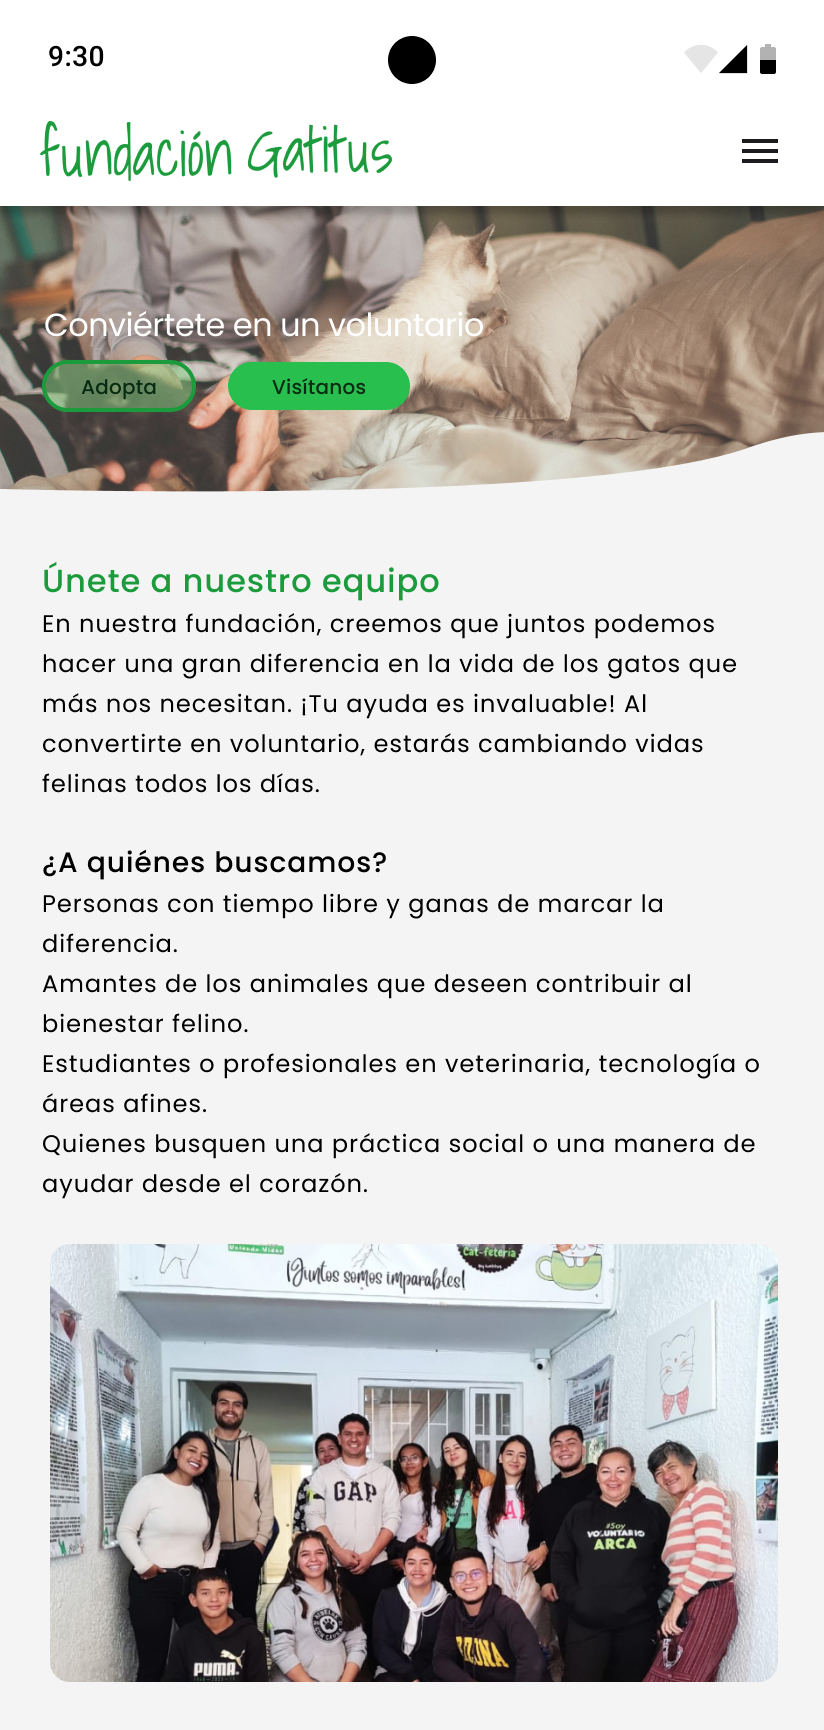 9:30
fundación Gatitus
Conviértete en un voluntario
Adopta
Visítanos
Únete a nuestro equipo
En nuestra fundación, creemos que juntos podemos
hacer una gran diferencia en la vida de los gatos que
más nos necesitan. ¡Tu ayuda es invaluable! Al
convertirte en voluntario, estarás cambiando vidas
felinas todos los días.
¿A quiénes buscamos?
Personas con tiempo libre y ganas de marcar la
diferencia.
Amantes de los animales que deseen contribuir al
bienestar felino.
Estudiantes o profesionales en veterinaria, tecnología o
áreas afines.
Quienes busquen una práctica social o una manera de
ayudar desde el corazón.
Cat-fetería
¡Juntos somos imparables!
GAP
#Soy
VOLUNTARIO
ARCA
PUMA